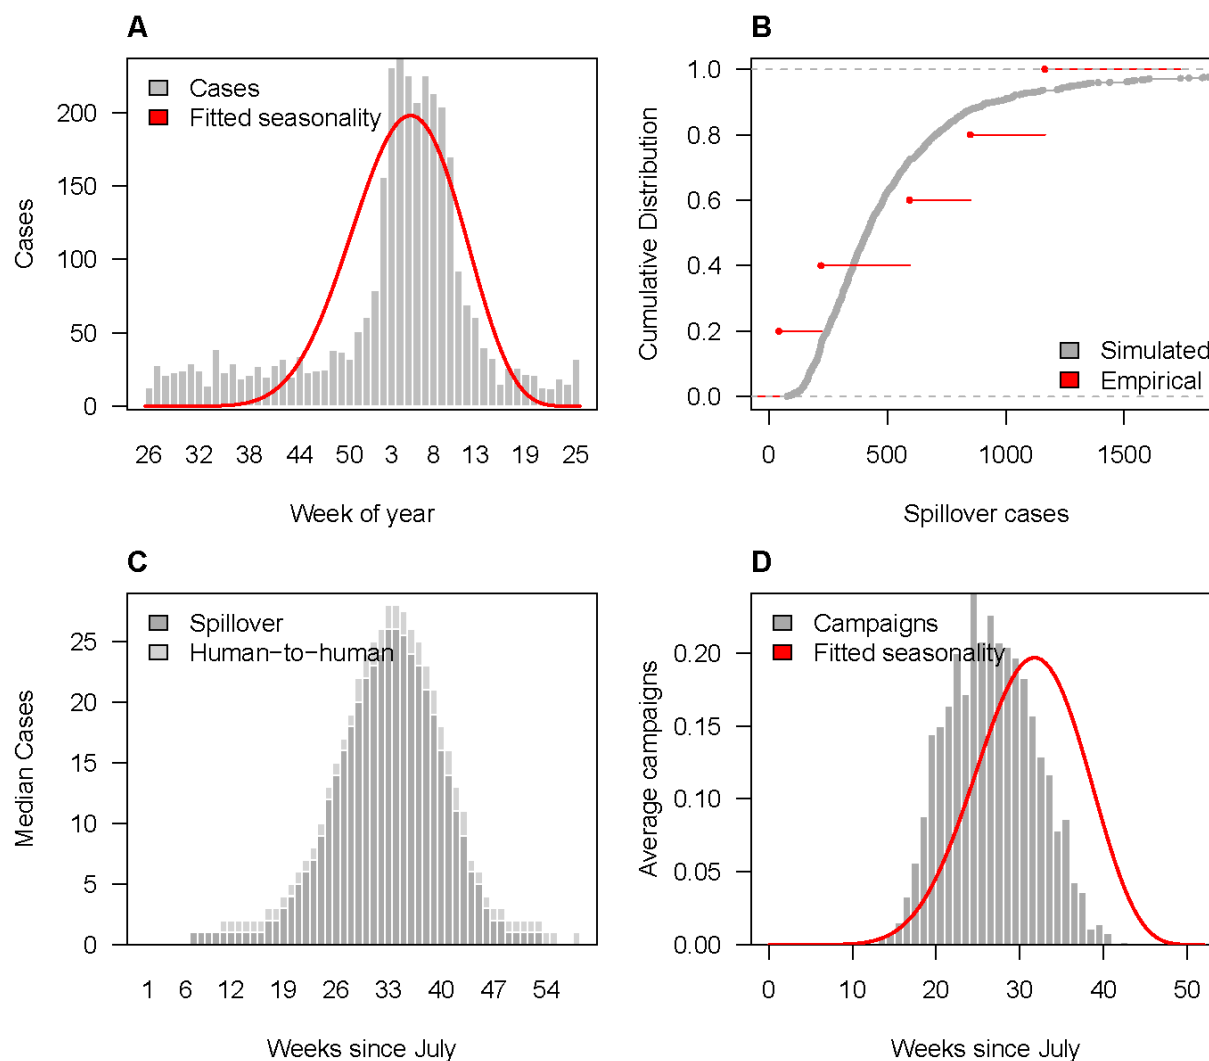 A
Cases
Fitted seasonality
200
150
100
50
0
Cases
26 32 38 44 50 3 8 13 19 25
Week of year
B
1.0
0.8
0.6
0.4
0.2
0.0
Cumulative Distribution
Simulated
Empirical
0 500 1000 1500
Spillover cases
C
Spillover
Human−to−human
25
20
15
10
5
0
Median Cases
1 6 12 19 26 33 40 47 54
Weeks since July
D
Campaigns
Fitted seasonality
0.20
0.15
0.10
0.05
0.00
Average campaigns
0 10 20 30 40 50
Weeks since July